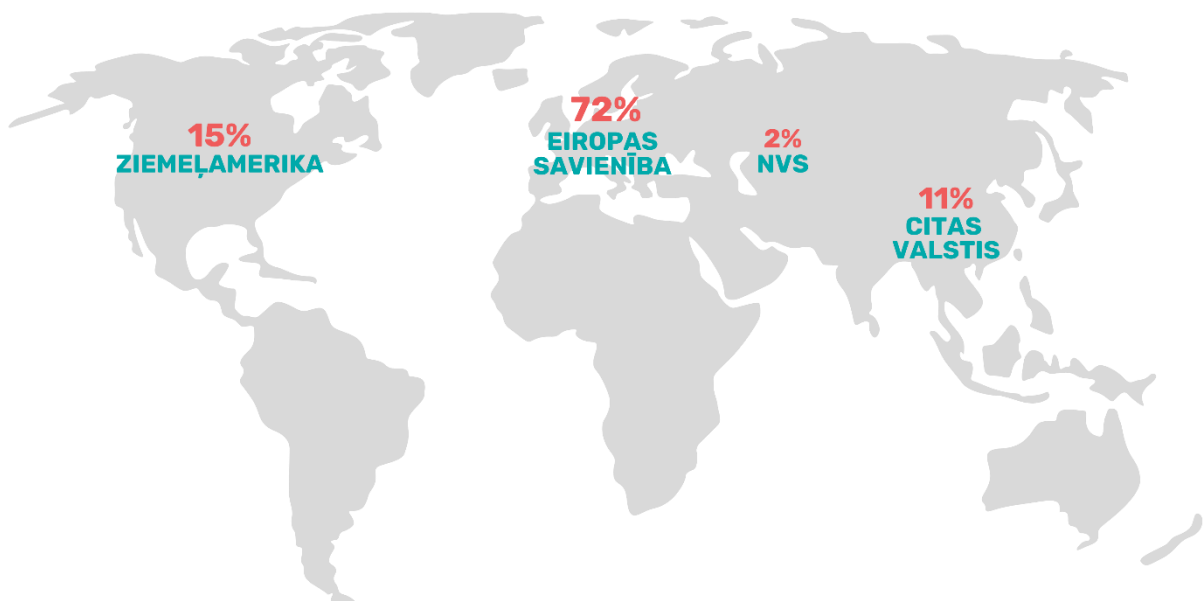 15%
ZIEMEĻAMERIKA
72%
EIROPAS
SAVIENĪBA
2%
NVS
11%
CITAS
VALSTIS